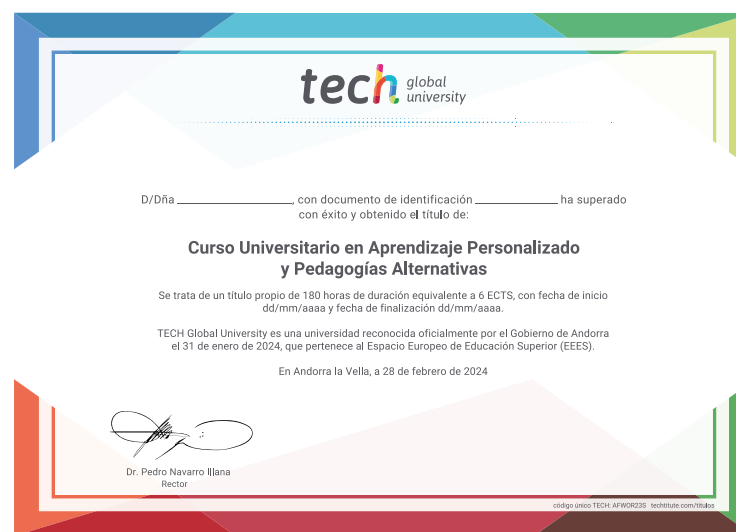 tech global university
D/Dña ____________________, con documento de identificación ______________ ha superado
con éxito y obtenido el título de:
Curso Universitario en Aprendizaje Personalizado
y Pedagogías Alternativas
Se trata de un título propio de 180 horas de duración equivalente a 6 ECTS, con fecha de inicio
dd/mm/aaaa y fecha de finalización dd/mm/aaaa.
TECH Global University es una universidad reconocida oficialmente por el Gobierno de Andorra
el 31 de enero de 2024, que pertenece al Espacio Europeo de Educación Superior (EEES).
En Andorra la Vella, a 28 de febrero de 2024
Dr. Pedro Navarro Illana
Rector
código único TECH: AFWOR23S techtitute.com/titulos